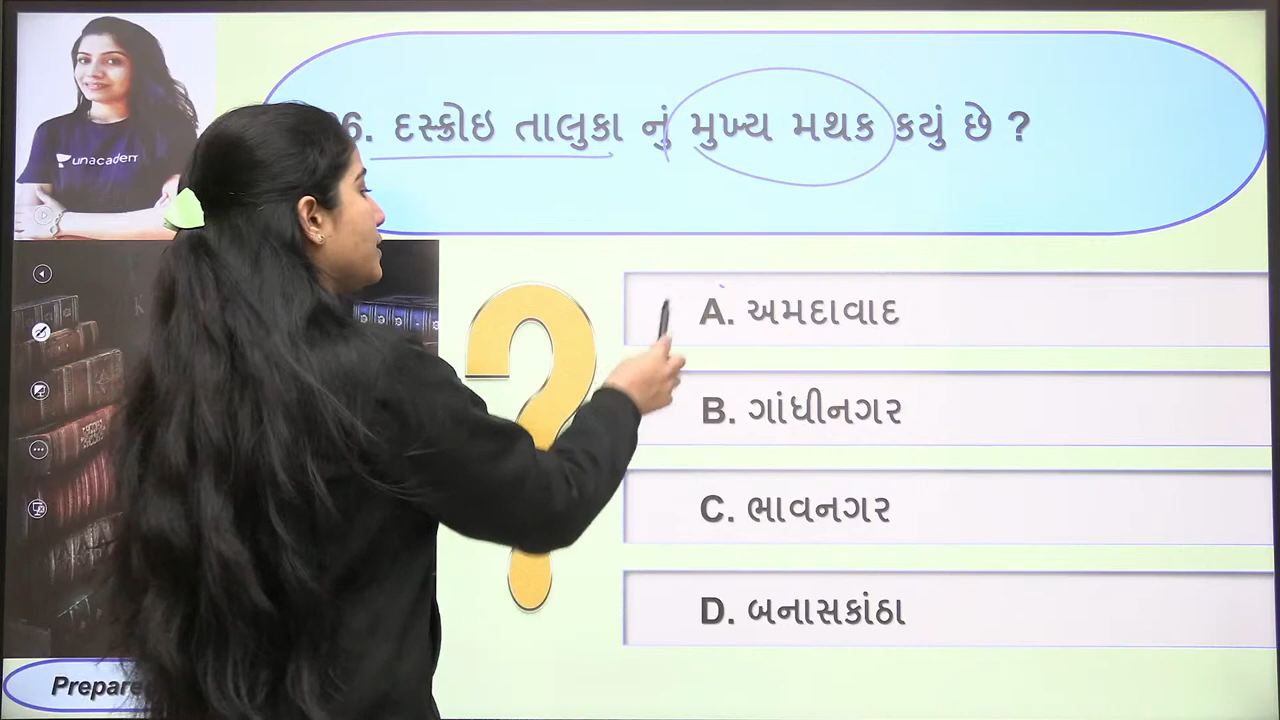 6. દસ્ક્રોઇ તાલુકા નું મુખ્ય મથક કયું છે ?
unacadem
A. અમદાવાદ
B. ગાંધીનગર
C. ભાવનગર
D. બનાસકાંઠા
Prepare